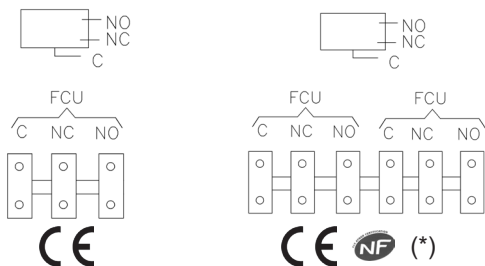 NO
NC
C
NO
NC
C
FCU
C NC NO
FCU FCU
C NC NO C NC NO
CE
CE NF (*)